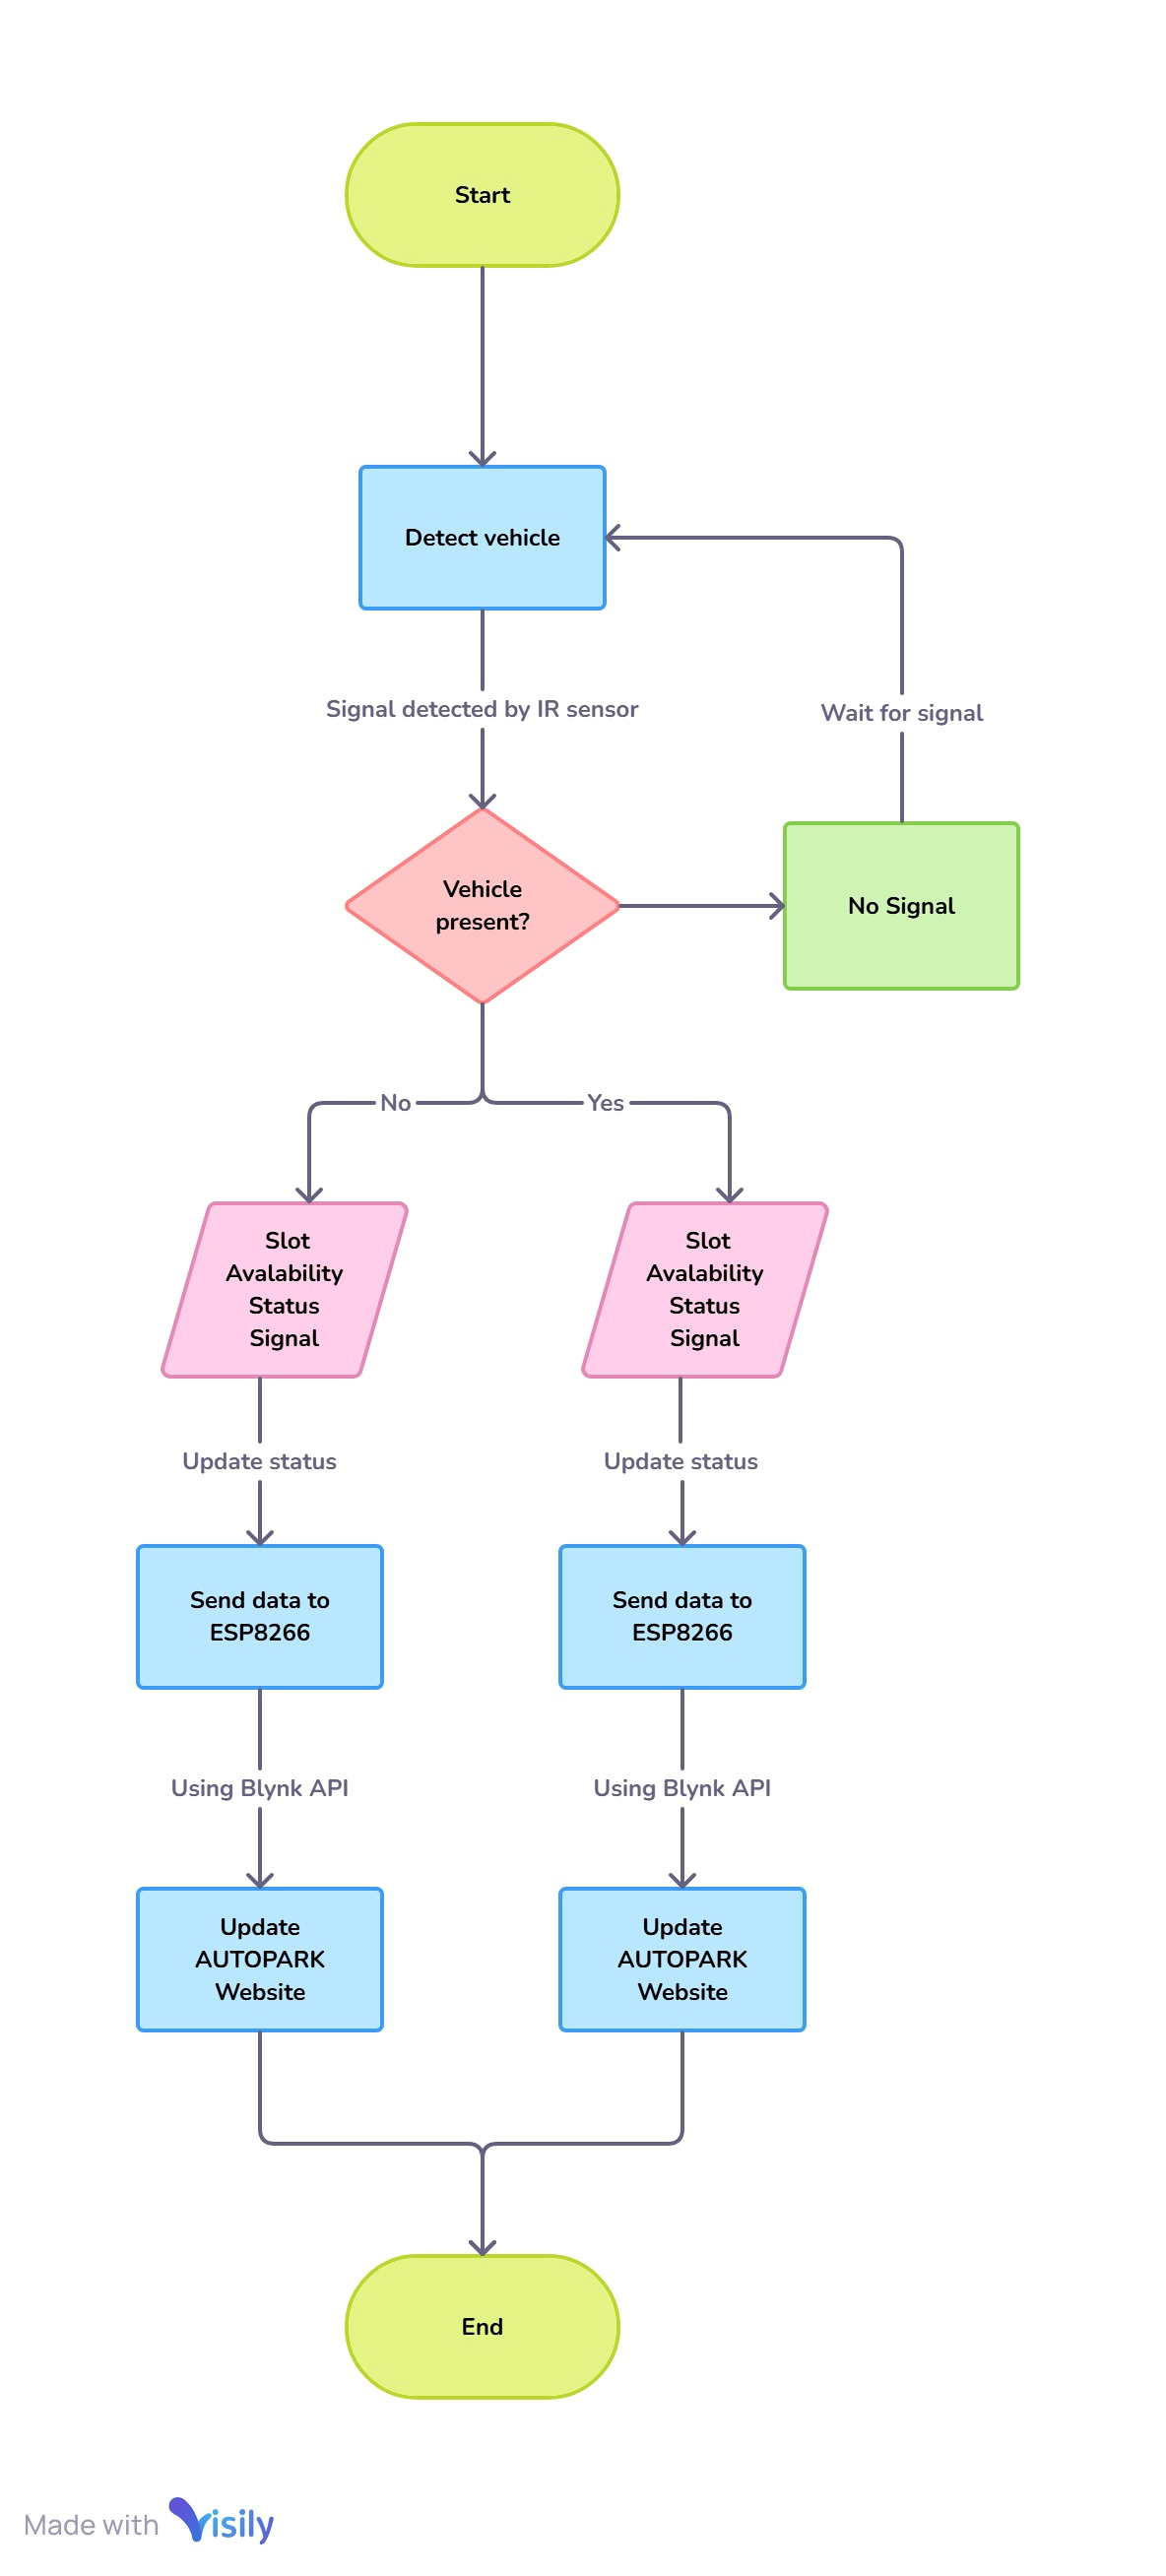 Start
Detect vehicle
Signal detected by IR sensor
Wait for signal
Vehicle
present?
No Signal
No
Yes
Slot
Avalability
Status
Signal
Slot
Avalability
Status
Signal
Update status
Update status
Send data to
ESP8266
Send data to
ESP8266
Using Blynk API
Using Blynk API
Update
AUTOPARK
Website
Update
AUTOPARK
Website
End
Made with Visily